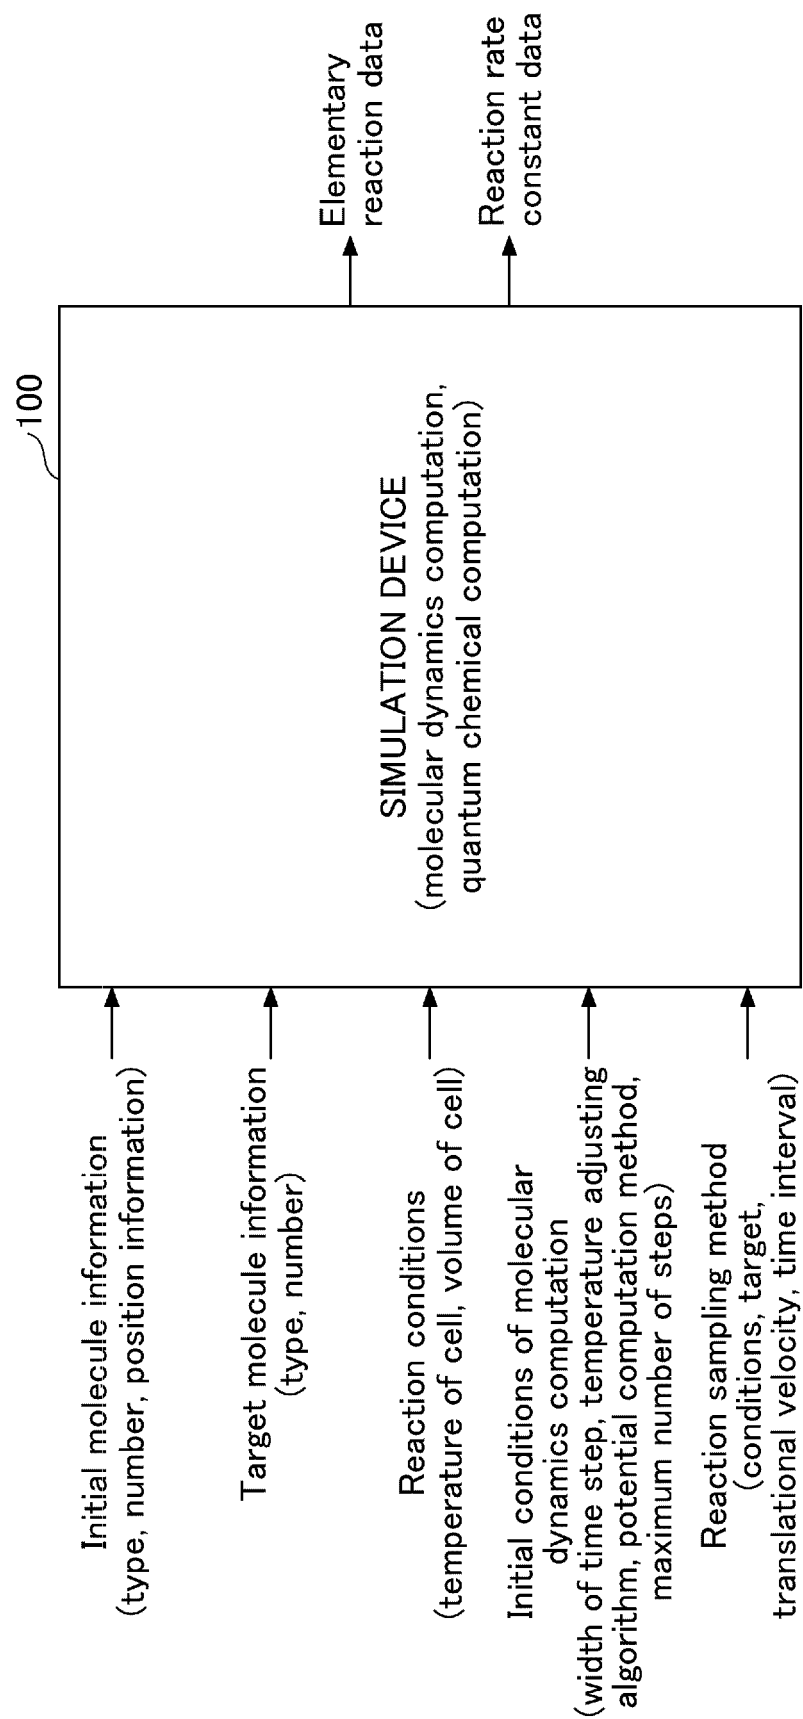 100
Initial molecule information
(type, number, position information)
Target molecule information
(type, number)
Reaction conditions
(temperature of cell, volume of cell)
Initial conditions of molecular
dynamics computation
(width of time step, temperature adjusting
algorithm, potential computation method,
maximum number of steps)
Reaction sampling method
(conditions, target,
translational velocity, time interval)
SIMULATION DEVICE
(molecular dynamics computation,
quantum chemical computation)
Elementary
reaction data
Reaction rate
constant data